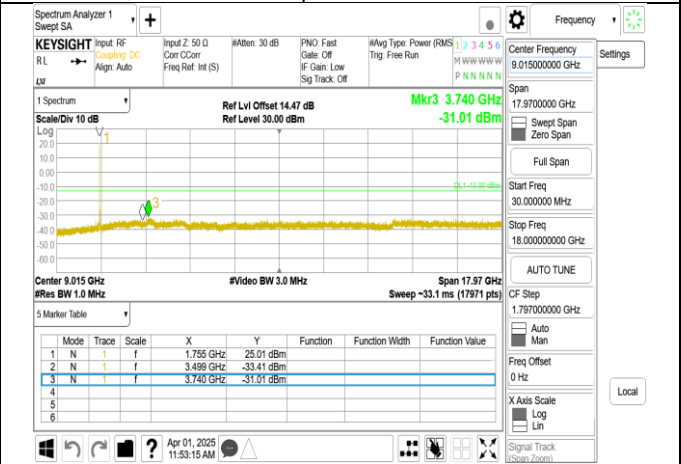 Spectrum Analyzer 1
Swept SA
+
Frequency
KEYSIGHT
RL
Input: RF
Coupling: DC
Align: Auto
Input Z: 50 Ω
Corr CCorr
Freq Ref: Int (S)
#Atten: 30 dB
PNO: Fast
Gate: Off
IF Gain: Low
Sig Track: Off
#Avg Type: Power (RMS
Trig: Free Run
1 2 3 4 5 6
M W W W W W
P N N N N N
Center Frequency
9.015000000 GHz
Settings
Span
17.9700000 GHz
Swept Span
Zero Span
Full Span
Start Freq
30.000000 MHz
Stop Freq
18.000000000 GHz
AUTO TUNE
CF Step
1.797000000 GHz
Auto
Man
Freq Offset
0 Hz
X Axis Scale
Log
Lin
Signal Track
(Span Zoom)
Local
1 Spectrum
Scale/Div 10 dB
Ref Lvl Offset 14.47 dB
Ref Level 30.00 dBm
Mkr3 3.740 GHz
-31.01 dBm
Log
20.0
10.0
0.00
-10.0
-20.0
-30.0
-40.0
-50.0
-60.0
1
3
DL1 -13.00 dBm
Center 9.015 GHz
#Res BW 1.0 MHz
#Video BW 3.0 MHz
Span 17.97 GHz
Sweep ~33.1 ms (17971 pts)
5 Marker Table
Mode Trace Scale X Y Function Function Width Function Value
1 N 1 f 1.755 GHz 25.01 dBm
2 N 1 f 3.499 GHz -33.41 dBm
3 N 1 f 3.740 GHz -31.01 dBm
4
5
6
?
Apr 01, 2025
11:53:15 AM